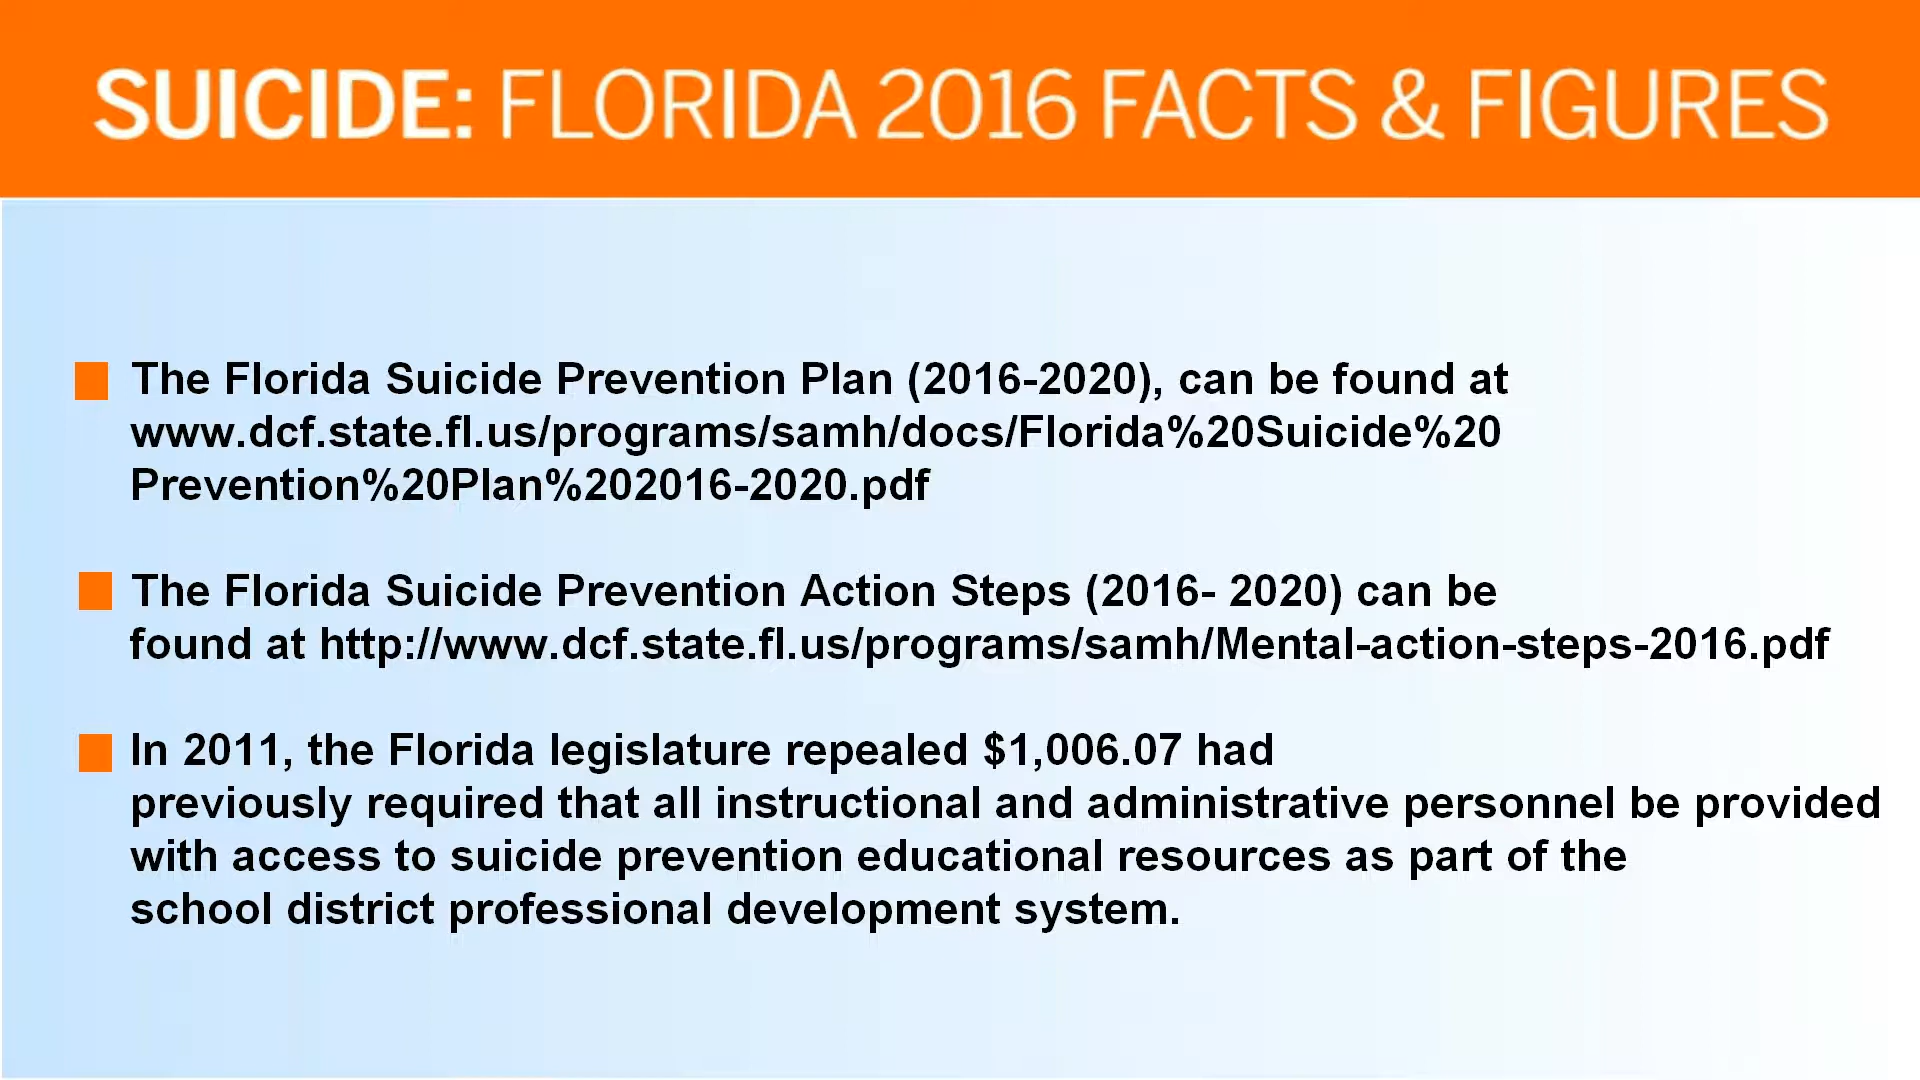 SUICIDE: FLORIDA 2016 FACTS & FIGURES
The Florida Suicide Prevention Plan (2016-2020), can be found at
www.dcf.state.fl.us/programs/samh/docs/Florida%20Suicide%20
Prevention%20Plan%202016-2020.pdf
The Florida Suicide Prevention Action Steps (2016- 2020) can be
found at http://www.dcf.state.fl.us/programs/samh/Mental-action-steps-2016.pdf
In 2011, the Florida legislature repealed $1,006.07 had
previously required that all instructional and administrative personnel be provided
with access to suicide prevention educational resources as part of the
school district professional development system.